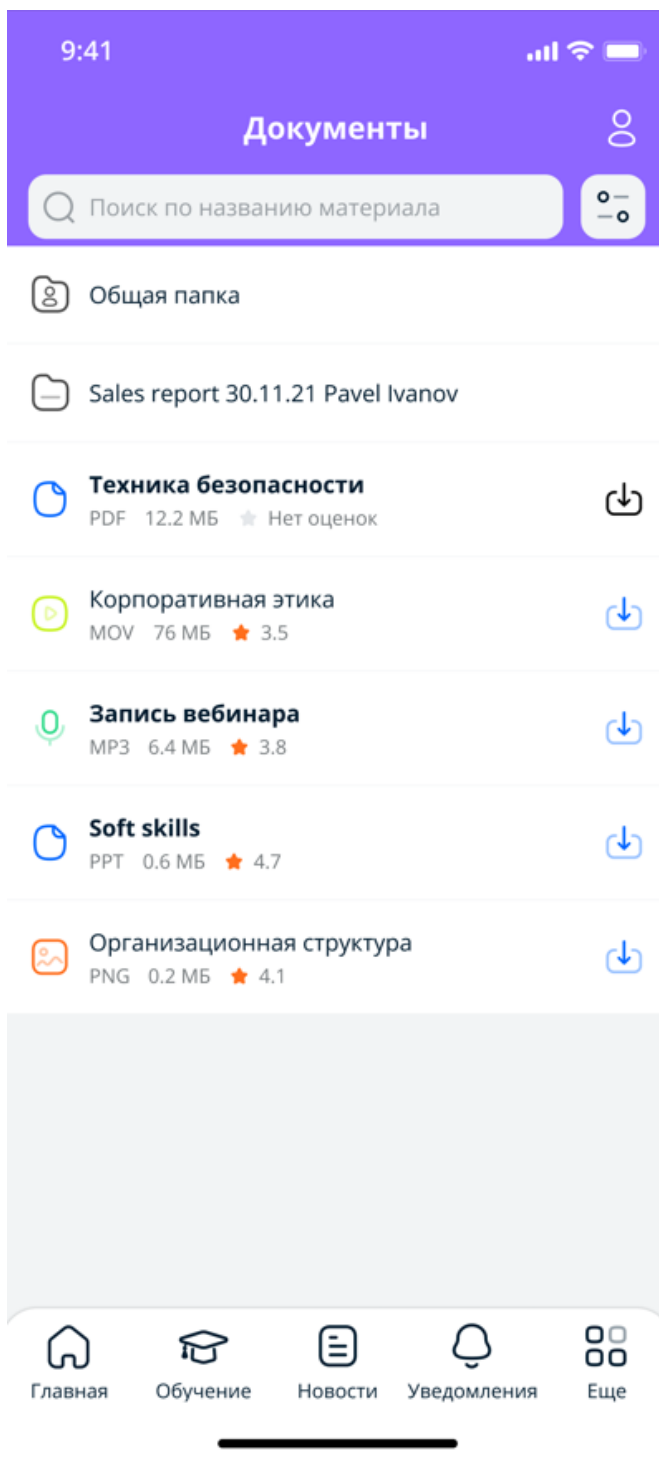 9:41
Документы
Поиск по названию материала
Общая папка
Sales report 30.11.21 Pavel Ivanov
Техника безопасности
PDF 12.2 МБ Нет оценок
Корпоративная этика
MOV 76 МБ 3.5
Запись вебинара
MP3 6.4 МБ 3.8
Soft skills
PPT 0.6 МБ 4.7
Организационная структура
PNG 0.2 МБ 4.1
Главная Обучение Новости Уведомления Еще